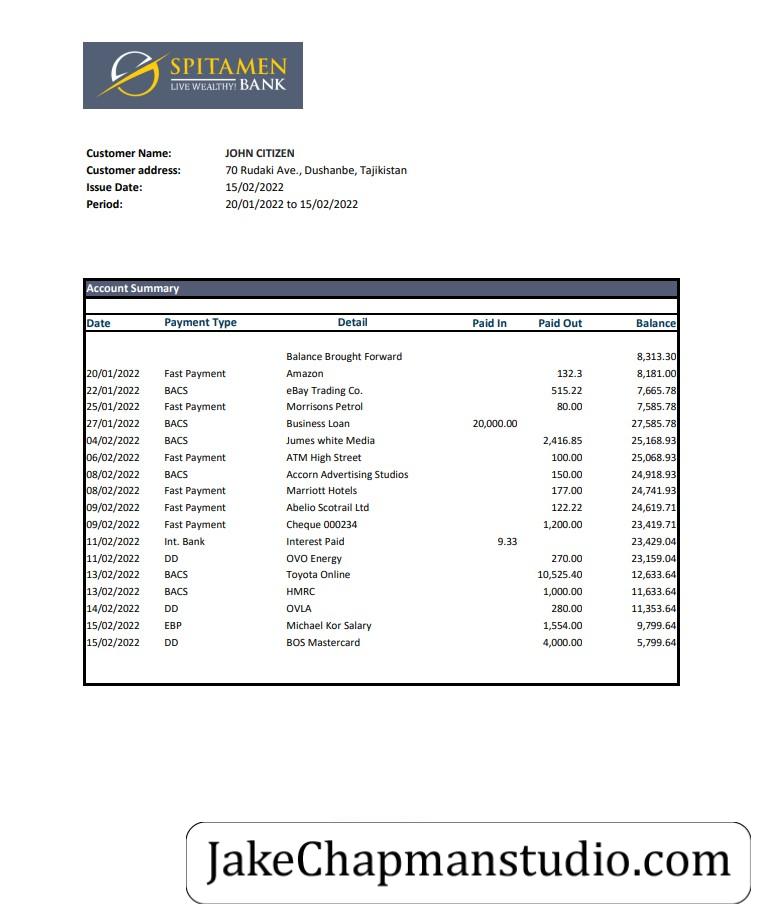 SPITAMEN
LIVE WEALTHY! BANK
Customer Name: JOHN CITIZEN
Customer address: 70 Rudaki Ave., Dushanbe, Tajikistan
Issue Date: 15/02/2022
Period: 20/01/2022 to 15/02/2022
Account Summary
Date Payment Type Detail Paid In Paid Out Balance
Balance Brought Forward 8,313.30
20/01/2022 Fast Payment Amazon 132.3 8,181.00
22/01/2022 BACS eBay Trading Co. 515.22 7,665.78
25/01/2022 Fast Payment Morrisons Petrol 80.00 7,585.78
27/01/2022 BACS Business Loan 20,000.00 27,585.78
04/02/2022 BACS Jumes white Media 2,416.85 25,168.93
06/02/2022 Fast Payment ATM High Street 100.00 25,068.93
08/02/2022 BACS Accorn Advertising Studios 150.00 24,918.93
08/02/2022 Fast Payment Marriott Hotels 177.00 24,741.93
09/02/2022 Fast Payment Abelio Scotrail Ltd 122.22 24,619.71
09/02/2022 Fast Payment Cheque 000234 1,200.00 23,419.71
11/02/2022 Int. Bank Interest Paid 9.33 23,429.04
11/02/2022 DD OVO Energy 270.00 23,159.04
13/02/2022 BACS Toyota Online 10,525.40 12,633.64
13/02/2022 BACS HMRC 1,000.00 11,633.64
14/02/2022 DD OVLA 280.00 11,353.64
15/02/2022 EBP Michael Kor Salary 1,554.00 9,799.64
15/02/2022 DD BOS Mastercard 4,000.00 5,799.64
JakeChapmanstudio.com